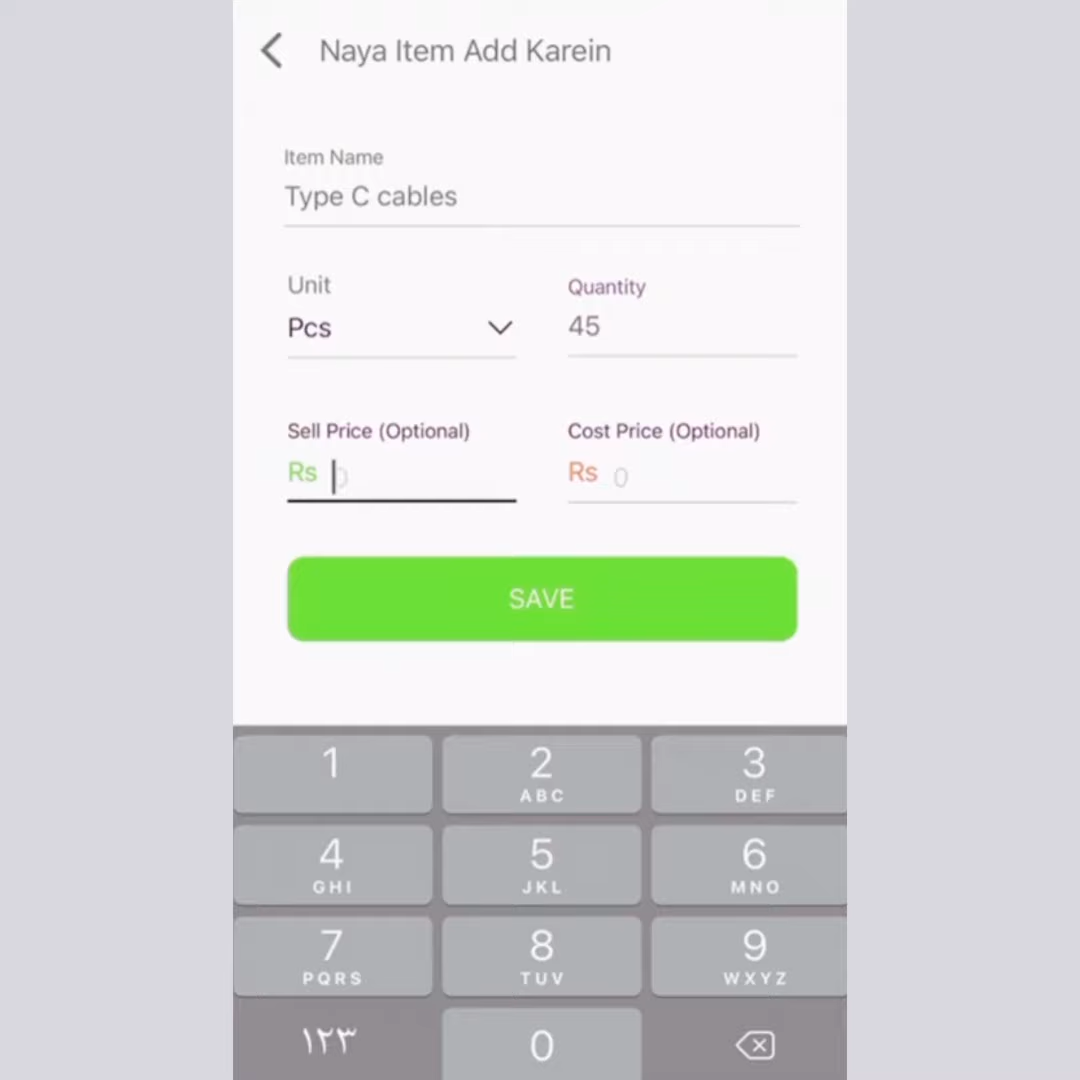 Naya Item Add Karein
Item Name
Type C cables
Unit
Quantity
Pcs
45
Sell Price (Optional)
Cost Price (Optional)
Rs 0
Rs 0
SAVE
1 2 3
ABC DEF
4 5 6
GHI JKL MNO
7 8 9
PQRS TUV WXYZ
١٢٣ 0